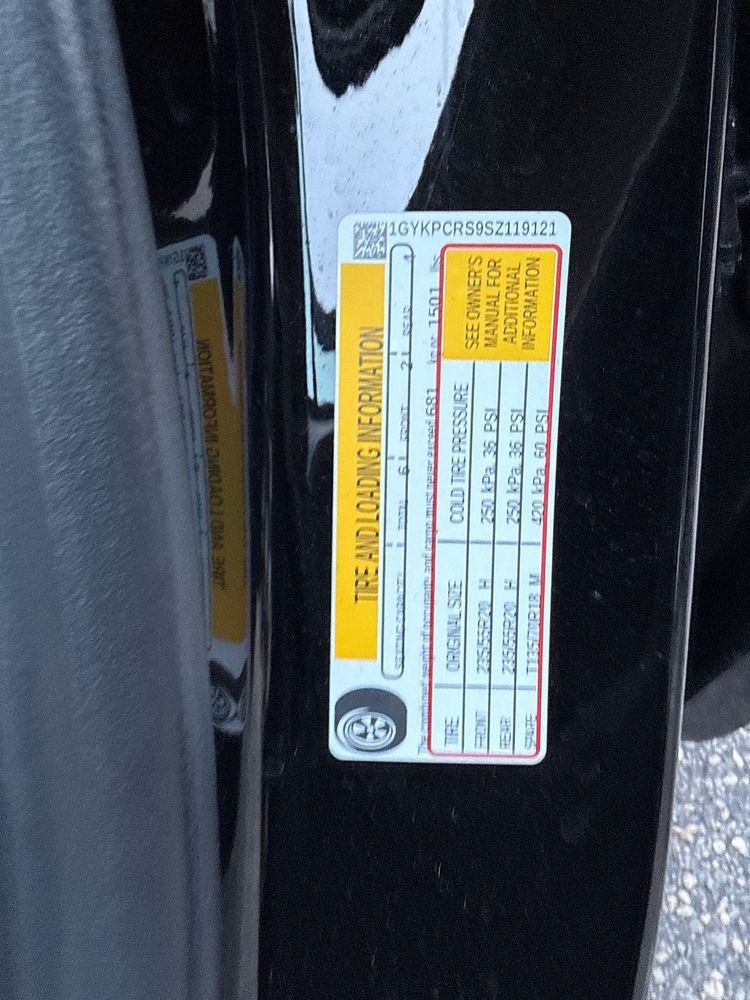 1GYKPCRS9SZ119121
TIRE AND LOADING INFORMATION
SEATING CAPACITY TOTAL 6 FRONT 2 REAR 4
The combined weight of occupants and cargo must never exceed 681 kg or 1501 lbs
TIRE ORIGINAL SIZE COLD TIRE PRESSURE
FRONT 235/55R20 H 250 kPa, 36 PSI
REAR 235/55R20 H 250 kPa, 36 PSI
SPARE T135/70R18 M 420 kPa, 60 PSI
SEE OWNER'S
MANUAL FOR
ADDITIONAL
INFORMATION